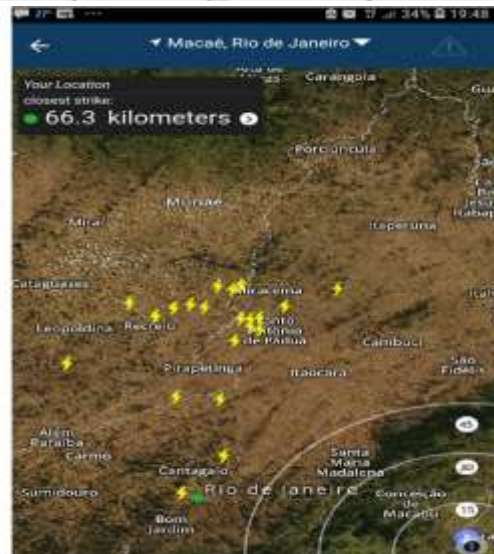 27° 34% 19:48
Macaé, Rio de Janeiro
Your Location
closest strike:
66.3 kilometers
Carangola
Porciúncula
Muriaé
Miraí
Itaperuna
Cataguases
Miracema
Leopoldina
Recreio
Santo
Antônio
de Pádua
Cambuci
Pirapetinga
Itaocara
São
Fidélis
Além
Paraíba
Carmo
Santa
Maria
Madalena
Cantagalo
Sumidouro
Rio de Janeiro
Conceição
de
Macabu
Bom
Jardim
45
30
15